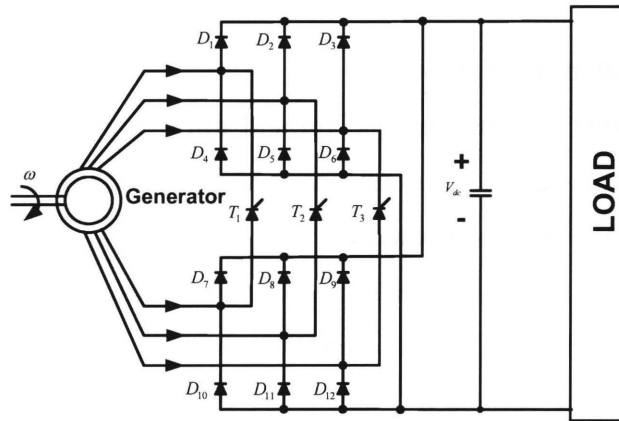 D1 D2 D3
D4 D5 D6
ω
Generator
T1 T2 T3
+
Vdc
-
LOAD
D7 D8 D9
D10 D11 D12